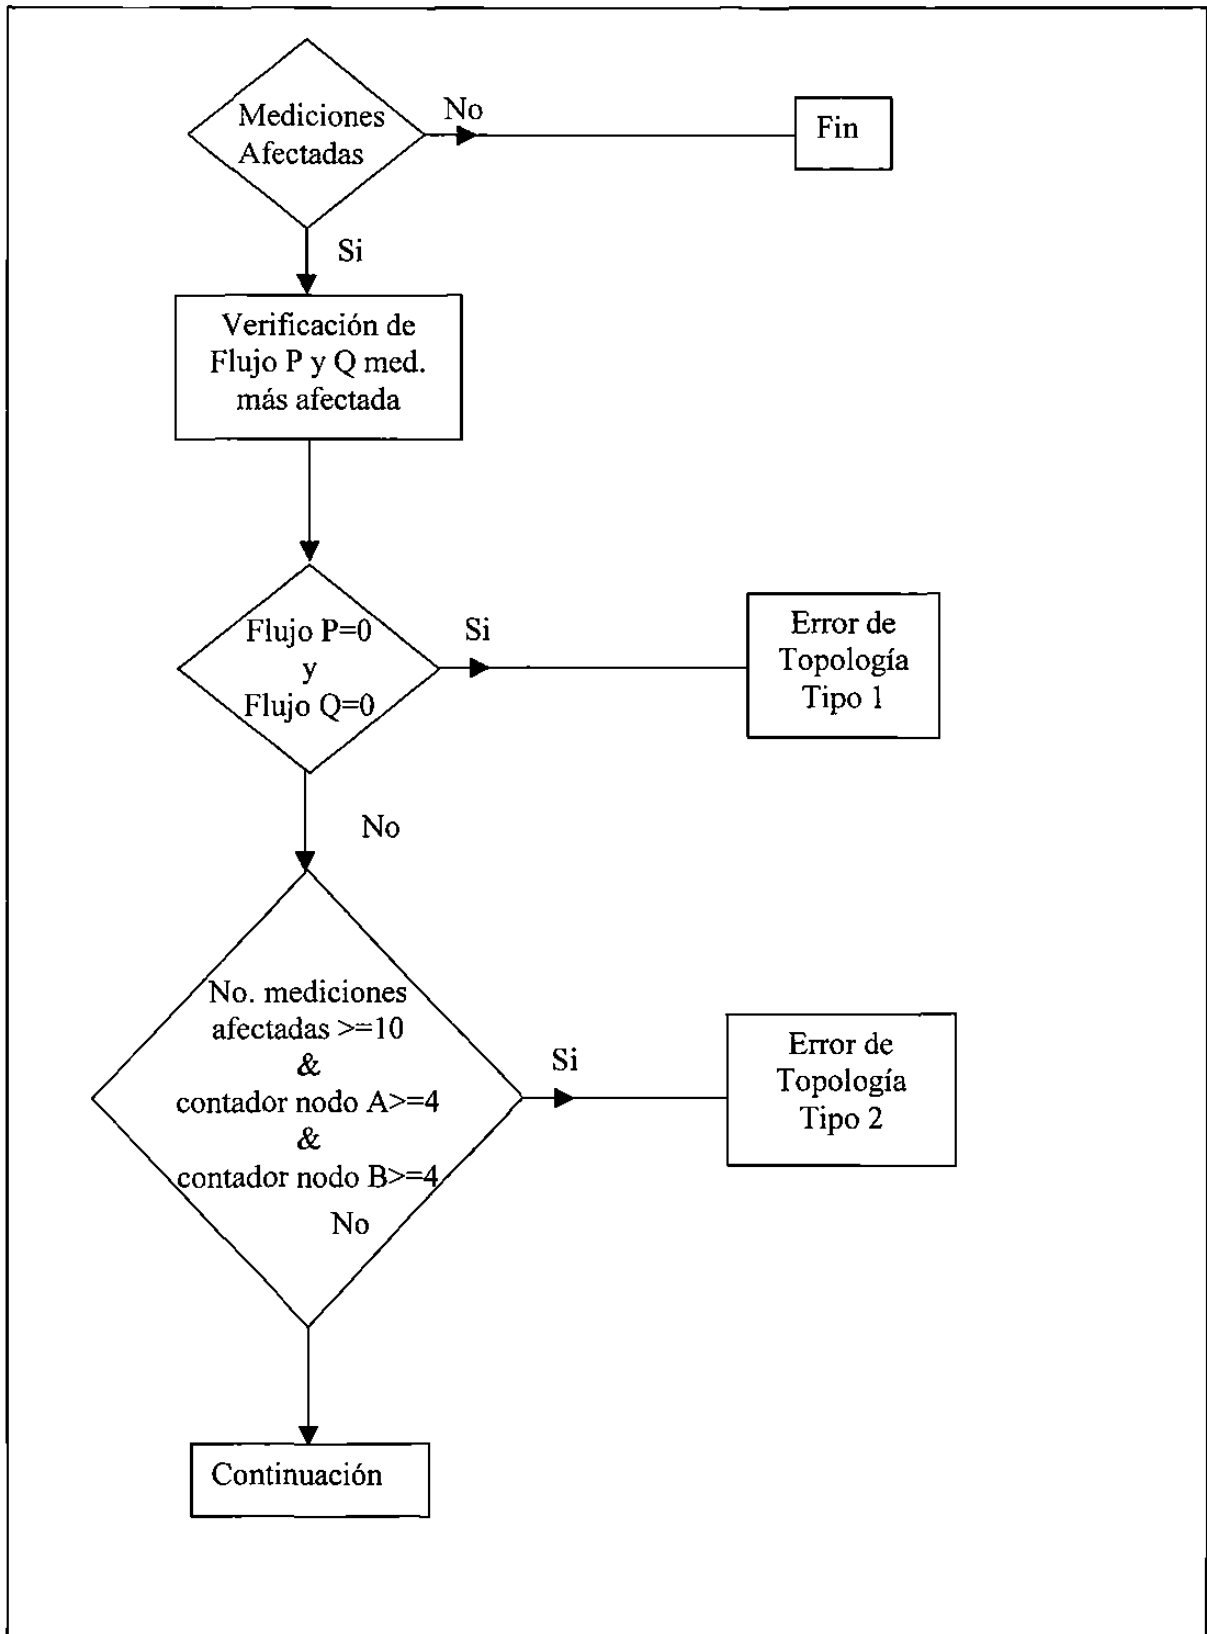 Mediciones
Afectadas
No
Fin
Si
Verificación de
Flujo P y Q med.
más afectada
Flujo P=0
y
Flujo Q=0
Si
Error de
Topología
Tipo 1
No
No. mediciones
afectadas >=10
&
contador nodo A>=4
&
contador nodo B>=4
No
Si
Error de
Topología
Tipo 2
Continuación